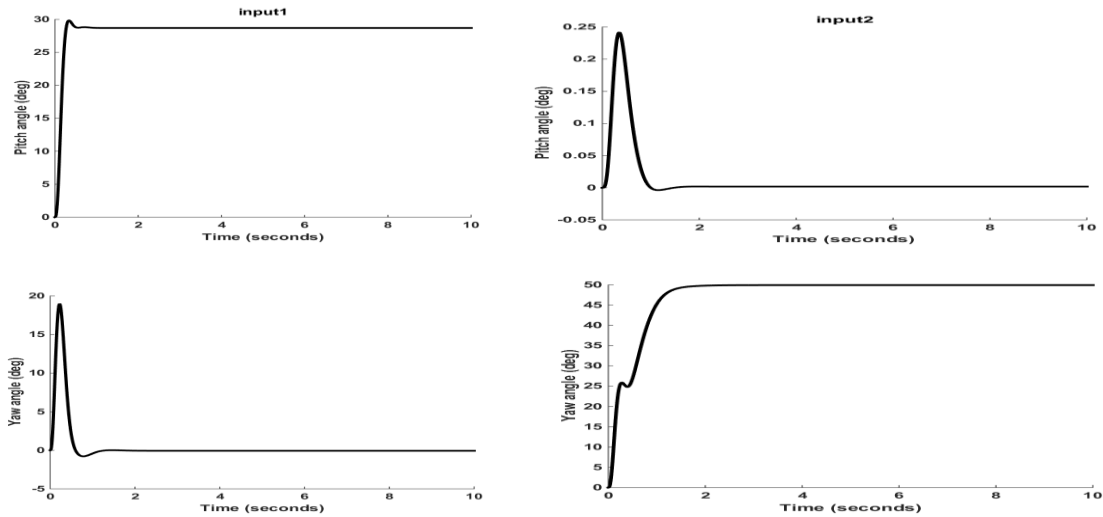 input1
Pitch angle (deg)
30
25
20
15
10
5
0
0 2 4 6 8 10
Time (seconds)
input2
Pitch angle (deg)
0.25
0.2
0.15
0.1
0.05
0
-0.05
0 2 4 6 8 10
Time (seconds)
Yaw angle (deg)
20
15
10
5
0
-5
0 2 4 6 8 10
Time (seconds)
Yaw angle (deg)
50
45
40
35
30
25
20
15
10
5
0
0 2 4 6 8 10
Time (seconds)